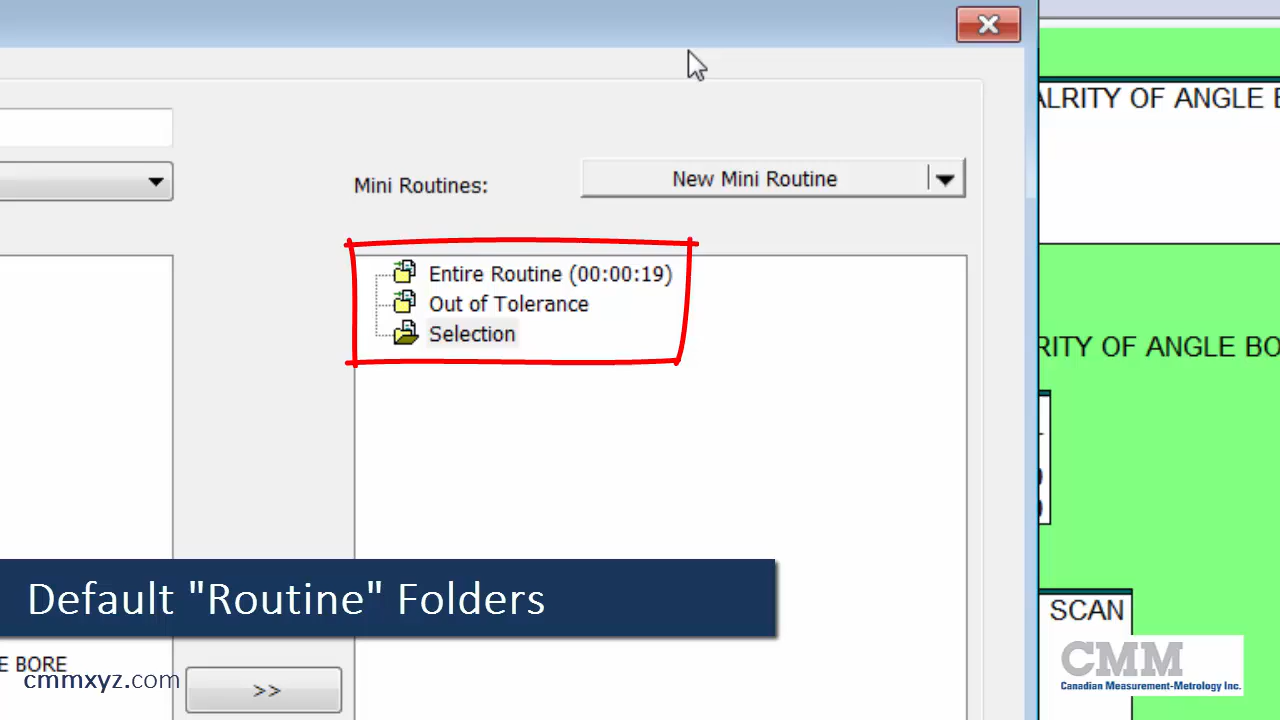 ALRITY OF ANGLE B
Mini Routines:
New Mini Routine
Entire Routine (00:00:19)
Out of Tolerance
Selection
RITY OF ANGLE BO
Default "Routine" Folders
SCAN
E BORE
cmmxyz.com
>>
CMM
Canadian Measurement-Metrology Inc.